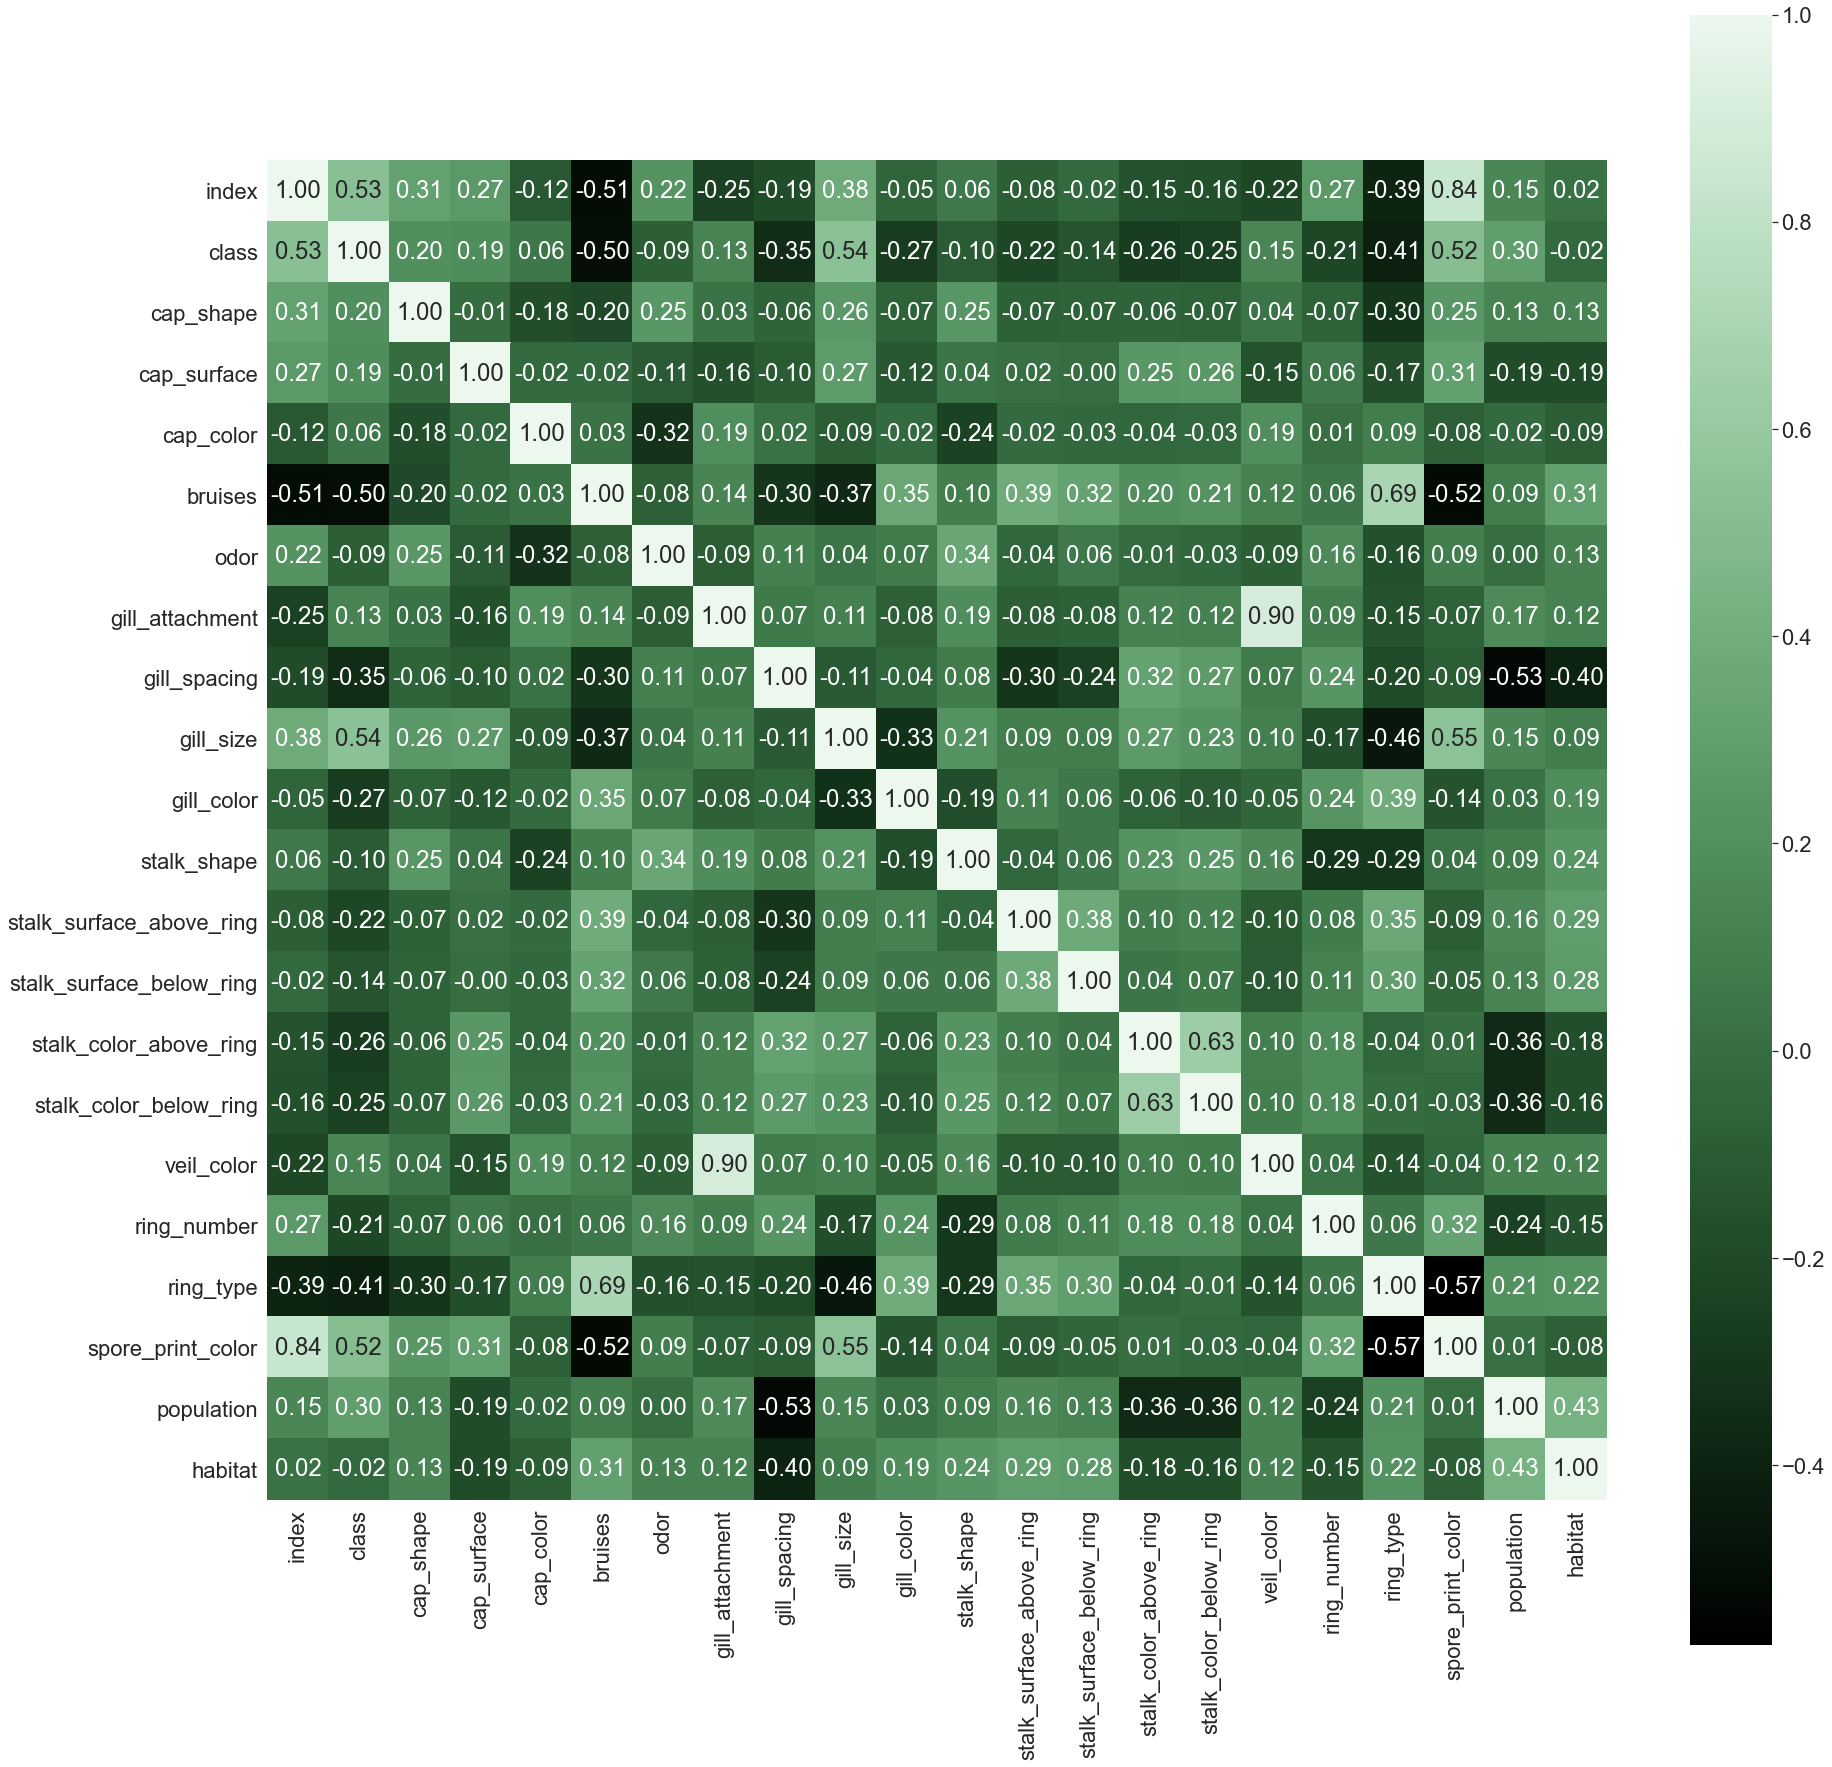 index 1.00 0.53 0.31 0.27 -0.12 -0.51 0.22 -0.25 -0.19 0.38 -0.05 0.06 -0.08 -0.02 -0.15 -0.16 -0.22 0.27 -0.39 0.84 0.15 0.02
class 0.53 1.00 0.20 0.19 0.06 -0.50 -0.09 0.13 -0.35 0.54 -0.27 -0.10 -0.22 -0.14 -0.26 -0.25 0.15 -0.21 -0.41 0.52 0.30 -0.02
cap_shape 0.31 0.20 1.00 -0.01 -0.18 -0.20 0.25 0.03 -0.06 0.26 -0.07 0.25 -0.07 -0.07 -0.06 -0.07 0.04 -0.07 -0.30 0.25 0.13 0.13
cap_surface 0.27 0.19 -0.01 1.00 -0.02 -0.02 -0.11 -0.16 -0.10 0.27 -0.12 0.04 0.02 -0.00 0.25 0.26 -0.15 0.06 -0.17 0.31 -0.19 -0.19
cap_color -0.12 0.06 -0.18 -0.02 1.00 0.03 -0.32 0.19 0.02 -0.09 -0.02 -0.24 -0.02 -0.03 -0.04 -0.03 0.19 0.01 0.09 -0.08 -0.02 -0.09
bruises -0.51 -0.50 -0.20 -0.02 0.03 1.00 -0.08 0.14 -0.30 -0.37 0.35 0.10 0.39 0.32 0.20 0.21 0.12 0.06 0.69 -0.52 0.09 0.31
odor 0.22 -0.09 0.25 -0.11 -0.32 -0.08 1.00 -0.09 0.11 0.04 0.07 0.34 -0.04 0.06 -0.01 -0.03 -0.09 0.16 -0.16 0.09 0.00 0.13
gill_attachment -0.25 0.13 0.03 -0.16 0.19 0.14 -0.09 1.00 0.07 0.11 -0.08 0.19 -0.08 -0.08 0.12 0.12 0.90 0.09 -0.15 -0.07 0.17 0.12
gill_spacing -0.19 -0.35 -0.06 -0.10 0.02 -0.30 0.11 0.07 1.00 -0.11 -0.04 0.08 -0.30 -0.24 0.32 0.27 0.07 0.24 -0.20 -0.09 -0.53 -0.40
gill_size 0.38 0.54 0.26 0.27 -0.09 -0.37 0.04 0.11 -0.11 1.00 -0.33 0.21 0.09 0.09 0.27 0.23 0.10 -0.17 -0.46 0.55 0.15 0.09
gill_color -0.05 -0.27 -0.07 -0.12 -0.02 0.35 0.07 -0.08 -0.04 -0.33 1.00 -0.19 0.11 0.06 -0.06 -0.10 -0.05 0.24 0.39 -0.14 0.03 0.19
stalk_shape 0.06 -0.10 0.25 0.04 -0.24 0.10 0.34 0.19 0.08 0.21 -0.19 1.00 -0.04 0.06 0.23 0.25 0.16 -0.29 -0.29 0.04 0.09 0.24
stalk_surface_above_ring -0.08 -0.22 -0.07 0.02 -0.02 0.39 -0.04 -0.08 -0.30 0.09 0.11 -0.04 1.00 0.38 0.10 0.12 -0.10 0.08 0.35 -0.09 0.16 0.29
stalk_surface_below_ring -0.02 -0.14 -0.07 -0.00 -0.03 0.32 0.06 -0.08 -0.24 0.09 0.06 0.06 0.38 1.00 0.04 0.07 -0.10 0.11 0.30 -0.05 0.13 0.28
stalk_color_above_ring -0.15 -0.26 -0.06 0.25 -0.04 0.20 -0.01 0.12 0.32 0.27 -0.06 0.23 0.10 0.04 1.00 0.63 0.10 0.18 -0.04 0.01 -0.36 -0.18
stalk_color_below_ring -0.16 -0.25 -0.07 0.26 -0.03 0.21 -0.03 0.12 0.27 0.23 -0.10 0.25 0.12 0.07 0.63 1.00 0.10 0.18 -0.01 -0.03 -0.36 -0.16
veil_color -0.22 0.15 0.04 -0.15 0.19 0.12 -0.09 0.90 0.07 0.10 -0.05 0.16 -0.10 -0.10 0.10 0.10 1.00 0.04 -0.14 -0.04 0.12 0.12
ring_number 0.27 -0.21 -0.07 0.06 0.01 0.06 0.16 0.09 0.24 -0.17 0.24 -0.29 0.08 0.11 0.18 0.18 0.04 1.00 0.06 0.32 -0.24 -0.15
ring_type -0.39 -0.41 -0.30 -0.17 0.09 0.69 -0.16 -0.15 -0.20 -0.46 0.39 -0.29 0.35 0.30 -0.04 -0.01 -0.14 0.06 1.00 -0.57 0.21 0.22
spore_print_color 0.84 0.52 0.25 0.31 -0.08 -0.52 0.09 -0.07 -0.09 0.55 -0.14 0.04 -0.09 -0.05 0.01 -0.03 -0.04 0.32 -0.57 1.00 0.01 -0.08
population 0.15 0.30 0.13 -0.19 -0.02 0.09 0.00 0.17 -0.53 0.15 0.03 0.09 0.16 0.13 -0.36 -0.36 0.12 -0.24 0.21 0.01 1.00 0.43
habitat 0.02 -0.02 0.13 -0.19 -0.09 0.31 0.13 0.12 -0.40 0.09 0.19 0.24 0.29 0.28 -0.18 -0.16 0.12 -0.15 0.22 -0.08 0.43 1.00
index
class
cap_shape
cap_surface
cap_color
bruises
odor
gill_attachment
gill_spacing
gill_size
gill_color
stalk_shape
stalk_surface_above_ring
stalk_surface_below_ring
stalk_color_above_ring
stalk_color_below_ring
veil_color
ring_number
ring_type
spore_print_color
population
habitat
1.0
0.8
0.6
0.4
0.2
0.0
−0.2
−0.4